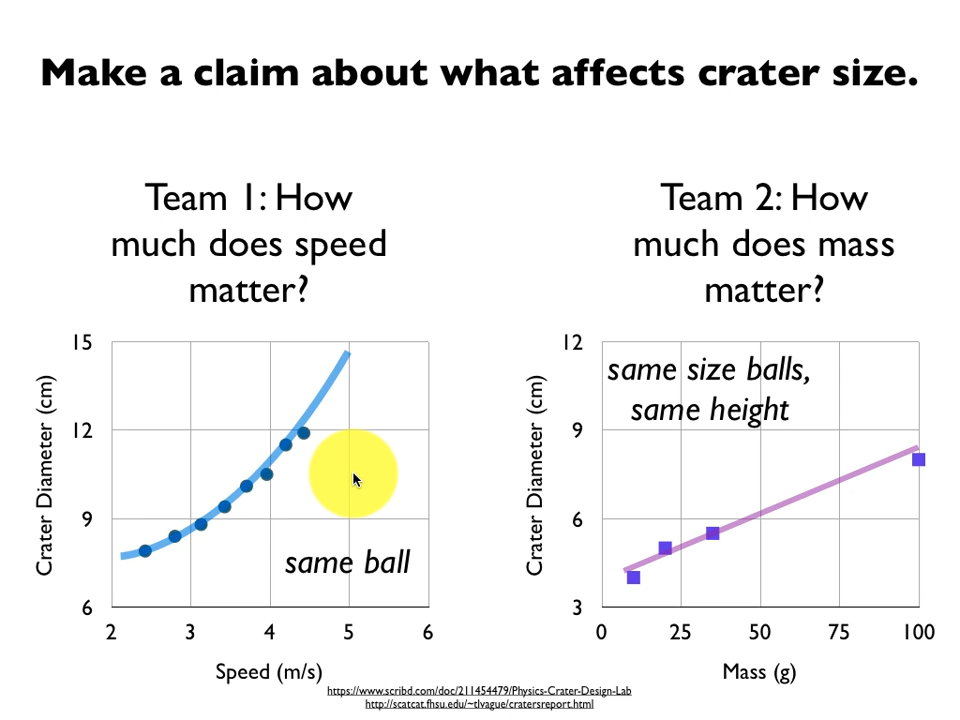 Make a claim about what affects crater size.
Team 1: How
much does speed
matter?
15
12
9
6
2 3 4 5 6
Crater Diameter (cm)
Speed (m/s)
same ball
Team 2: How
much does mass
matter?
12
9
6
3
0 25 50 75 100
Crater Diameter (cm)
Mass (g)
same size balls,
same height
https://www.scribd.com/doc/211454479/Physics-Crater-Design-Lab
http://scatcat.fhsu.edu/~tlvague/cratersreport.html